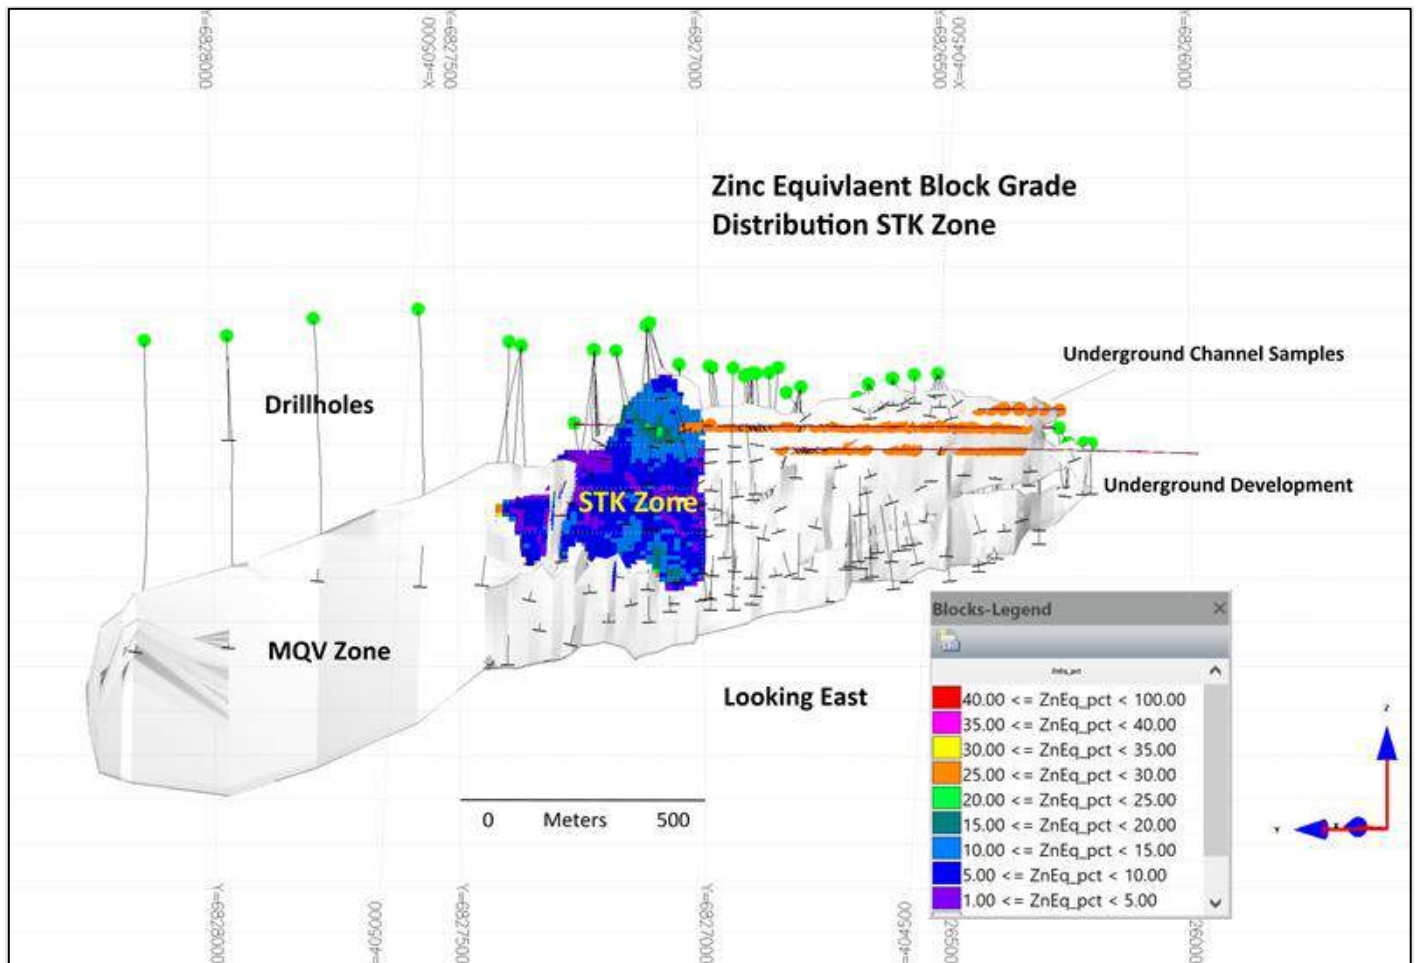 Y=6828000
X=405000
Y=6827500
Y=6827000
Y=6826500
X=404500
Y=6826000
Zinc Equivlaent Block Grade
Distribution STK Zone
Underground Channel Samples
Drillholes
Underground Development
STK Zone
MQV Zone
Looking East
0 Meters 500
Blocks-Legend
ZnEq_pct
40.00 <= ZnEq_pct < 100.00
35.00 <= ZnEq_pct < 40.00
30.00 <= ZnEq_pct < 35.00
25.00 <= ZnEq_pct < 30.00
20.00 <= ZnEq_pct < 25.00
15.00 <= ZnEq_pct < 20.00
10.00 <= ZnEq_pct < 15.00
5.00 <= ZnEq_pct < 10.00
1.00 <= ZnEq_pct < 5.00
Z
Y
X
Y=6828000
Y=6827500
Y=6827000